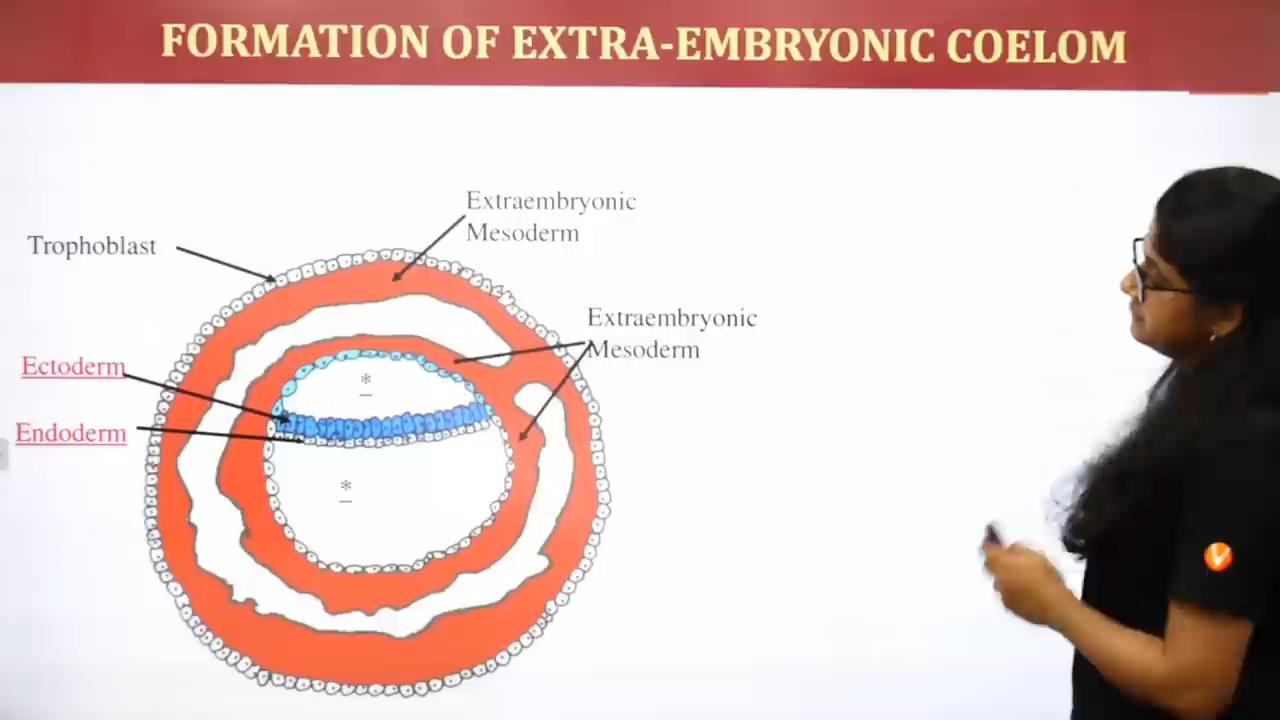 FORMATION OF EXTRA-EMBRYONIC COELOM
Extraembryonic
Mesoderm
Trophoblast
Extraembryonic
Mesoderm
Ectoderm
Endoderm
*
*
V